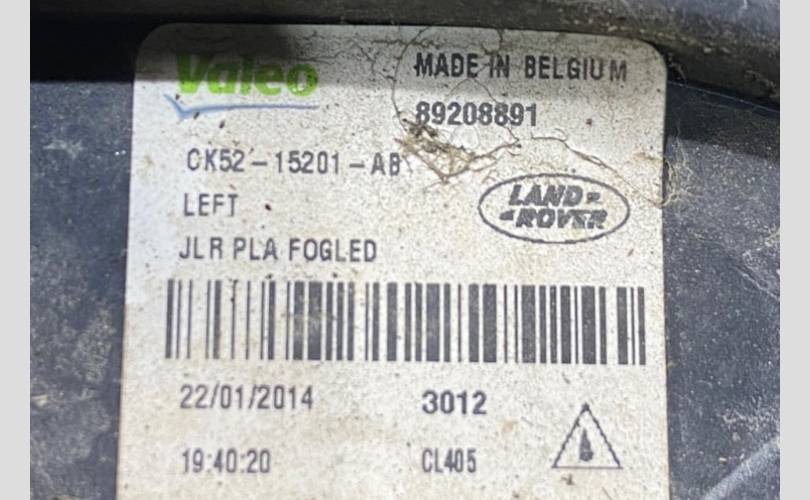 Valeo
MADE IN BELGIUM
89208891
CK52-15201-AB
LEFT
LAND-
ROVER
JLR PLA FOGLED
22/01/2014
3012
19:40:20
CL405